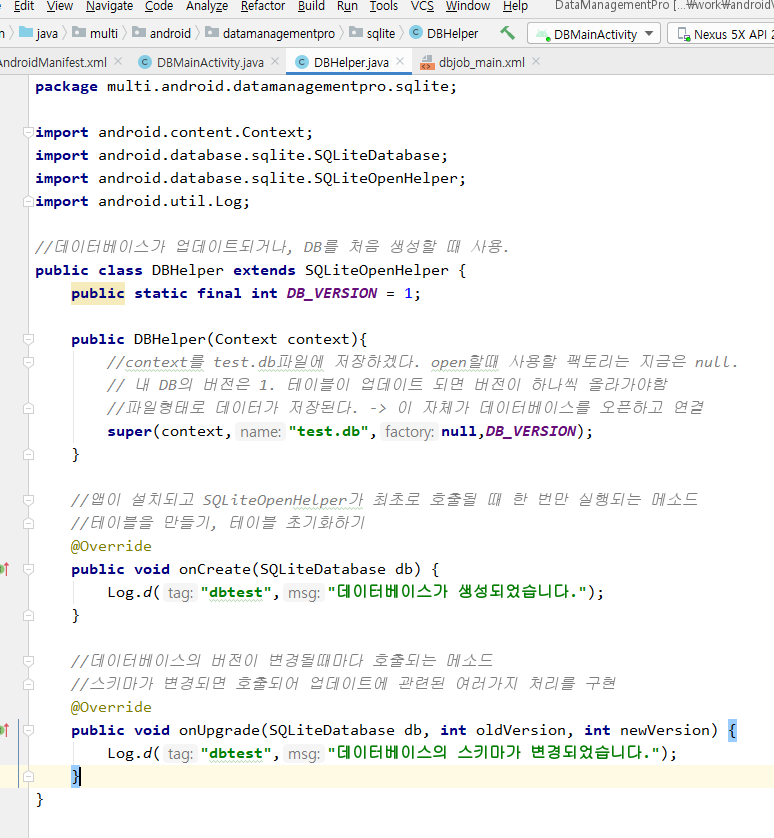 Edit View Navigate Code Analyze Refactor Build Run Tools VCS Window Help DataManagementPro [...₩work₩android
java multi android datamanagementpro sqlite DBHelper DBMainActivity Nexus 5X API 2
AndroidManifest.xml DBMainActivity.java DBHelper.java dbjob_main.xml
package multi.android.datamanagementpro.sqlite;
import android.content.Context;
import android.database.sqlite.SQLiteDatabase;
import android.database.sqlite.SQLiteOpenHelper;
import android.util.Log;
//데이터베이스가 업데이트되거나, DB를 처음 생성할 때 사용.
public class DBHelper extends SQLiteOpenHelper {
public static final int DB_VERSION = 1;
public DBHelper(Context context){
//context를 test.db파일에 저장하겠다. open할때 사용할 팩토리는 지금은 null.
// 내 DB의 버전은 1. 테이블이 업데이트 되면 버전이 하나씩 올라가야함
//파일형태로 데이터가 저장된다. -> 이 자체가 데이터베이스를 오픈하고 연결
super(context, name: "test.db", factory: null,DB_VERSION);
}
//앱이 설치되고 SQLiteOpenHelper가 최초로 호출될 때 한 번만 실행되는 메소드
//테이블을 만들기, 테이블 초기화하기
@Override
public void onCreate(SQLiteDatabase db) {
Log.d( tag: "dbtest", msg: "데이터베이스가 생성되었습니다.");
}
//데이터베이스의 버전이 변경될때마다 호출되는 메소드
//스키마가 변경되면 호출되어 업데이트에 관련된 여러가지 처리를 구현
@Override
public void onUpgrade(SQLiteDatabase db, int oldVersion, int newVersion) {
Log.d( tag: "dbtest", msg: "데이터베이스의 스키마가 변경되었습니다.");
}
}